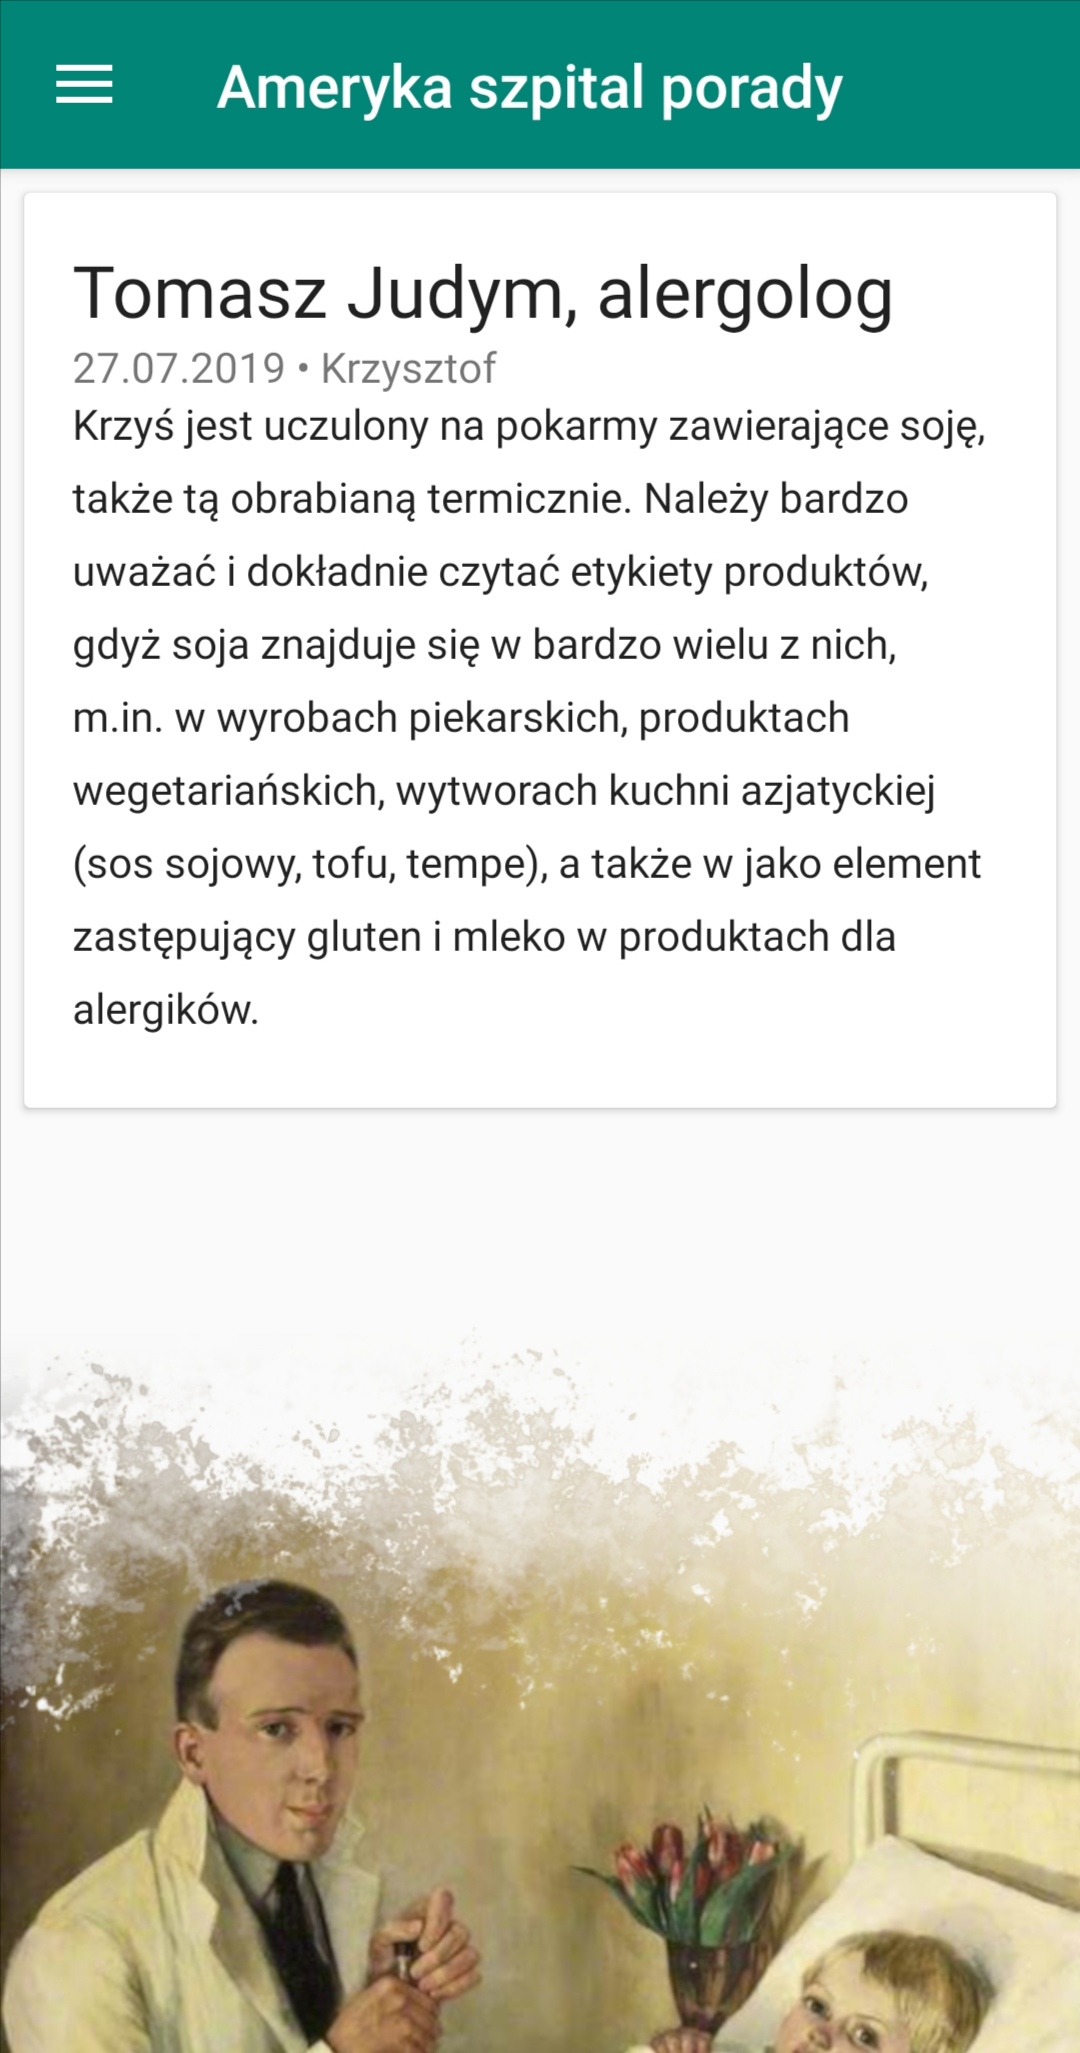 Ameryka szpital porady
Tomasz Judym, alergolog
27.07.2019 • Krzysztof
Krzyś jest uczulony na pokarmy zawierające soję,
także tą obrabianą termicznie. Należy bardzo
uważać i dokładnie czytać etykiety produktów,
gdyż soja znajduje się w bardzo wielu z nich,
m.in. w wyrobach piekarskich, produktach
wegetariańskich, wytworach kuchni azjatyckiej
(sos sojowy, tofu, tempe), a także w jako element
zastępujący gluten i mleko w produktach dla
alergików.